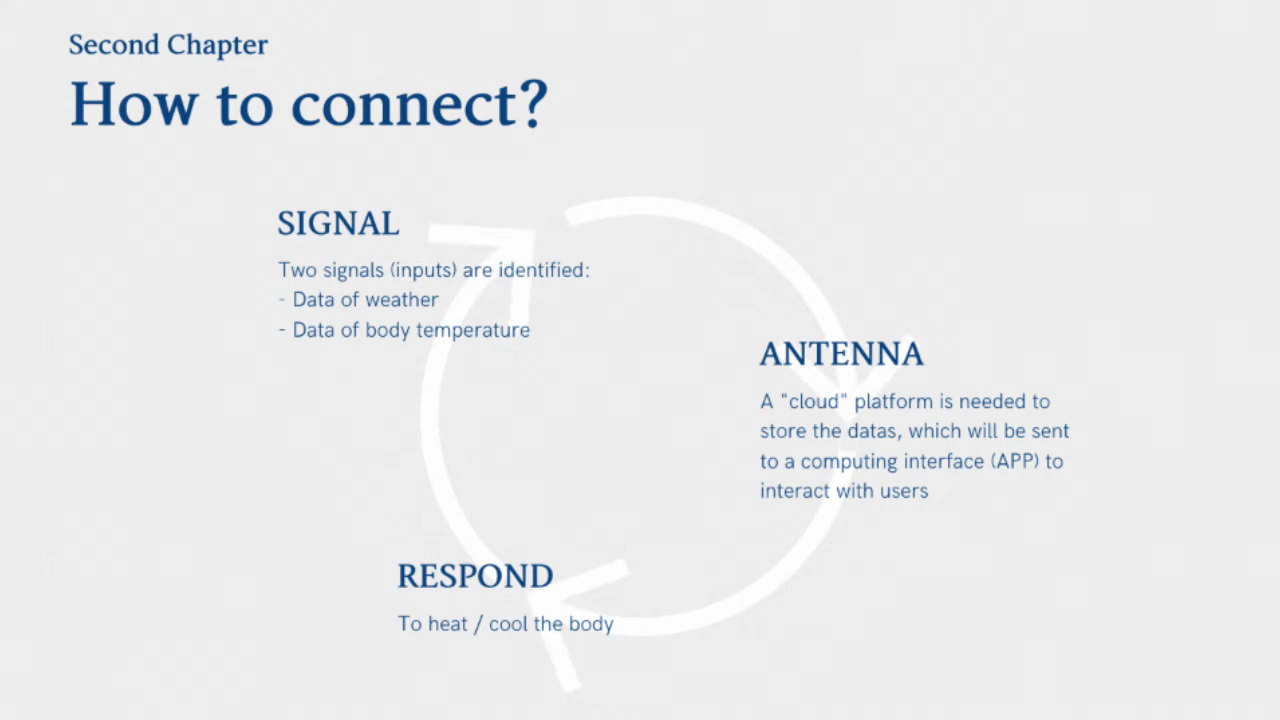 Second Chapter
How to connect?
SIGNAL
Two signals (inputs) are identified:
- Data of weather
- Data of body temperature
ANTENNA
A "cloud" platform is needed to
store the datas, which will be sent
to a computing interface (APP) to
interact with users
RESPOND
To heat / cool the body